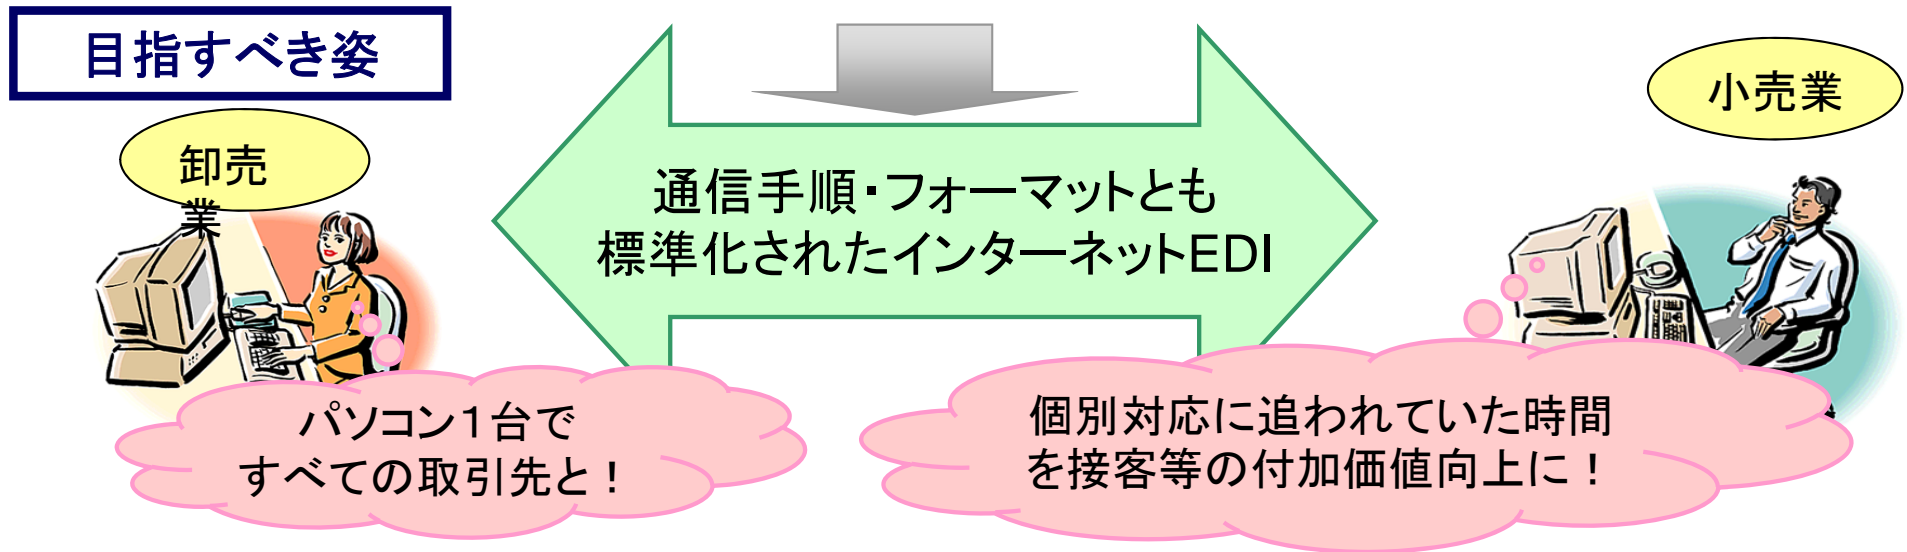 目指すべき姿
小売業
卸売
業
通信手順・フォーマットとも
標準化されたインターネットEDI
パソコン１台で
すべての取引先と！
個別対応に追われていた時間
を接客等の付加価値向上に！